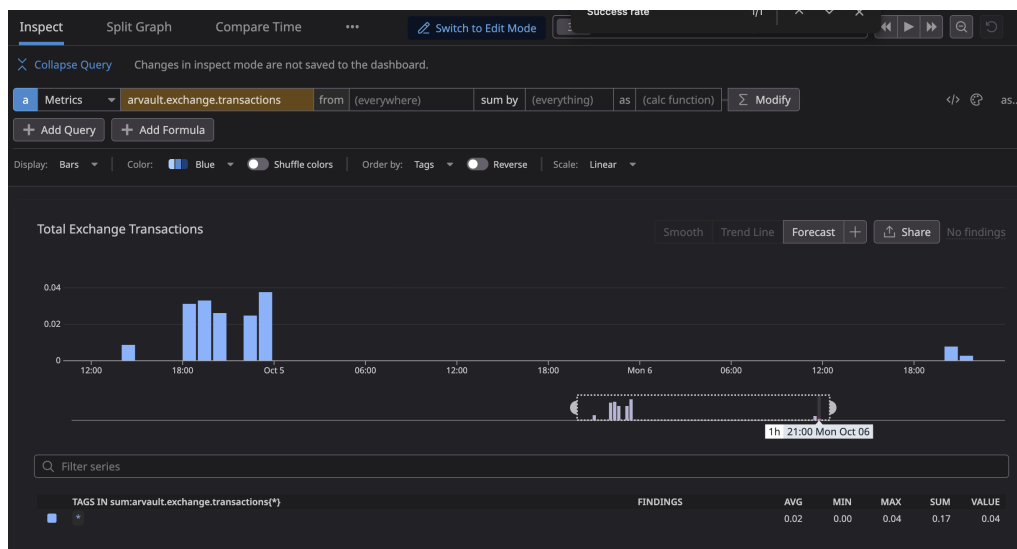 Success rate 1/1
Inspect Split Graph Compare Time ••• Switch to Edit Mode
Collapse Query Changes in inspect mode are not saved to the dashboard.
a Metrics arvault.exchange.transactions from (everywhere) sum by (everything) as (calc function) Σ Modify </> as...
+ Add Query + Add Formula
Display: Bars Color: Blue Shuffle colors Order by: Tags Reverse Scale: Linear
Total Exchange Transactions
Smooth Trend Line Forecast + Share No findings
0.04
0.02
0
12:00 18:00 Oct 5 06:00 12:00 18:00 Mon 6 06:00 12:00 18:00
1h 21:00 Mon Oct 06
Filter series
TAGS IN sum:arvault.exchange.transactions{*} FINDINGS AVG MIN MAX SUM VALUE
* 0.02 0.00 0.04 0.17 0.04